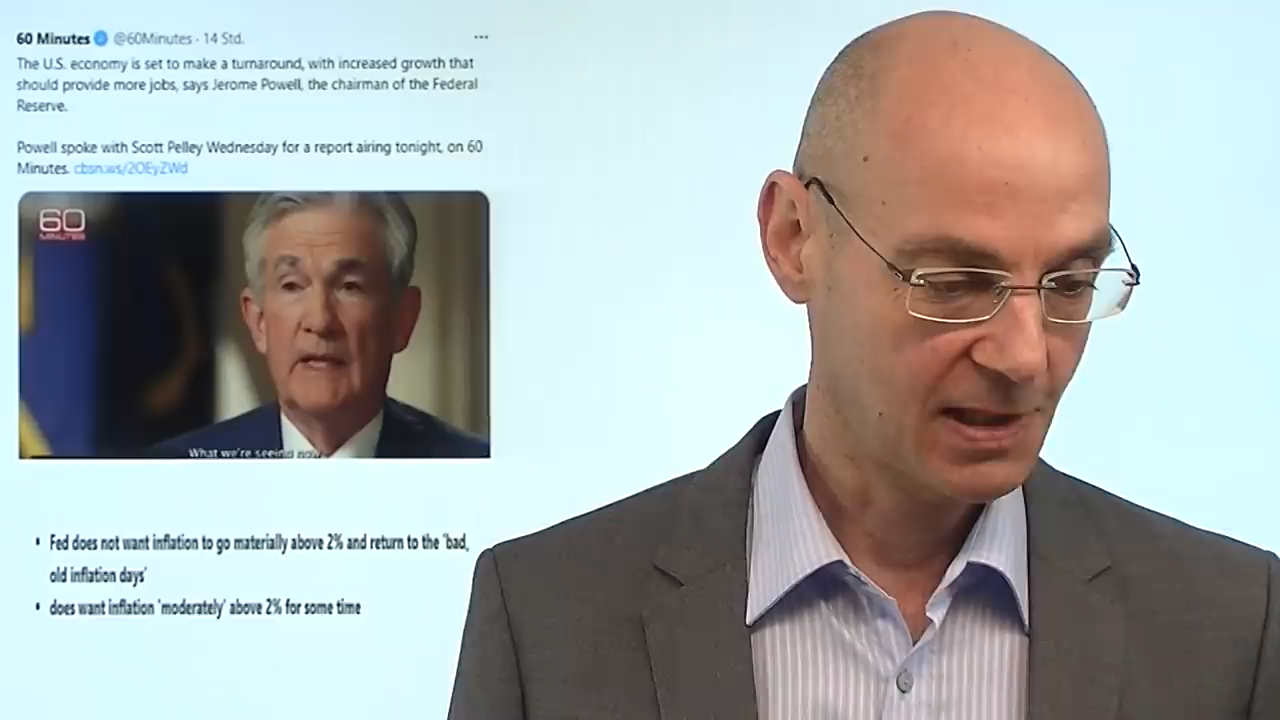 60 Minutes @60Minutes · 14 Std.
The U.S. economy is set to make a turnaround, with increased growth that
should provide more jobs, says Jerome Powell, the chairman of the Federal
Reserve.
Powell spoke with Scott Pelley Wednesday for a report airing tonight, on 60
Minutes. cbsn.ws/2OEyZWd
60
MINUTES
What we're seeing now
• Fed does not want inflation to go materially above 2% and return to the 'bad,
old inflation days'
• does want inflation 'moderately' above 2% for some time